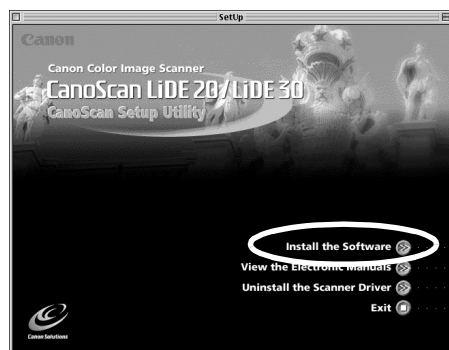 SetUp
Canon
Canon Color Image Scanner
CanoScan LiDE 20/LiDE 30
CanoScan Setup Utility
Install the Software
View the Electronic Manuals
Uninstall the Scanner Driver
Exit
Canon Solutions